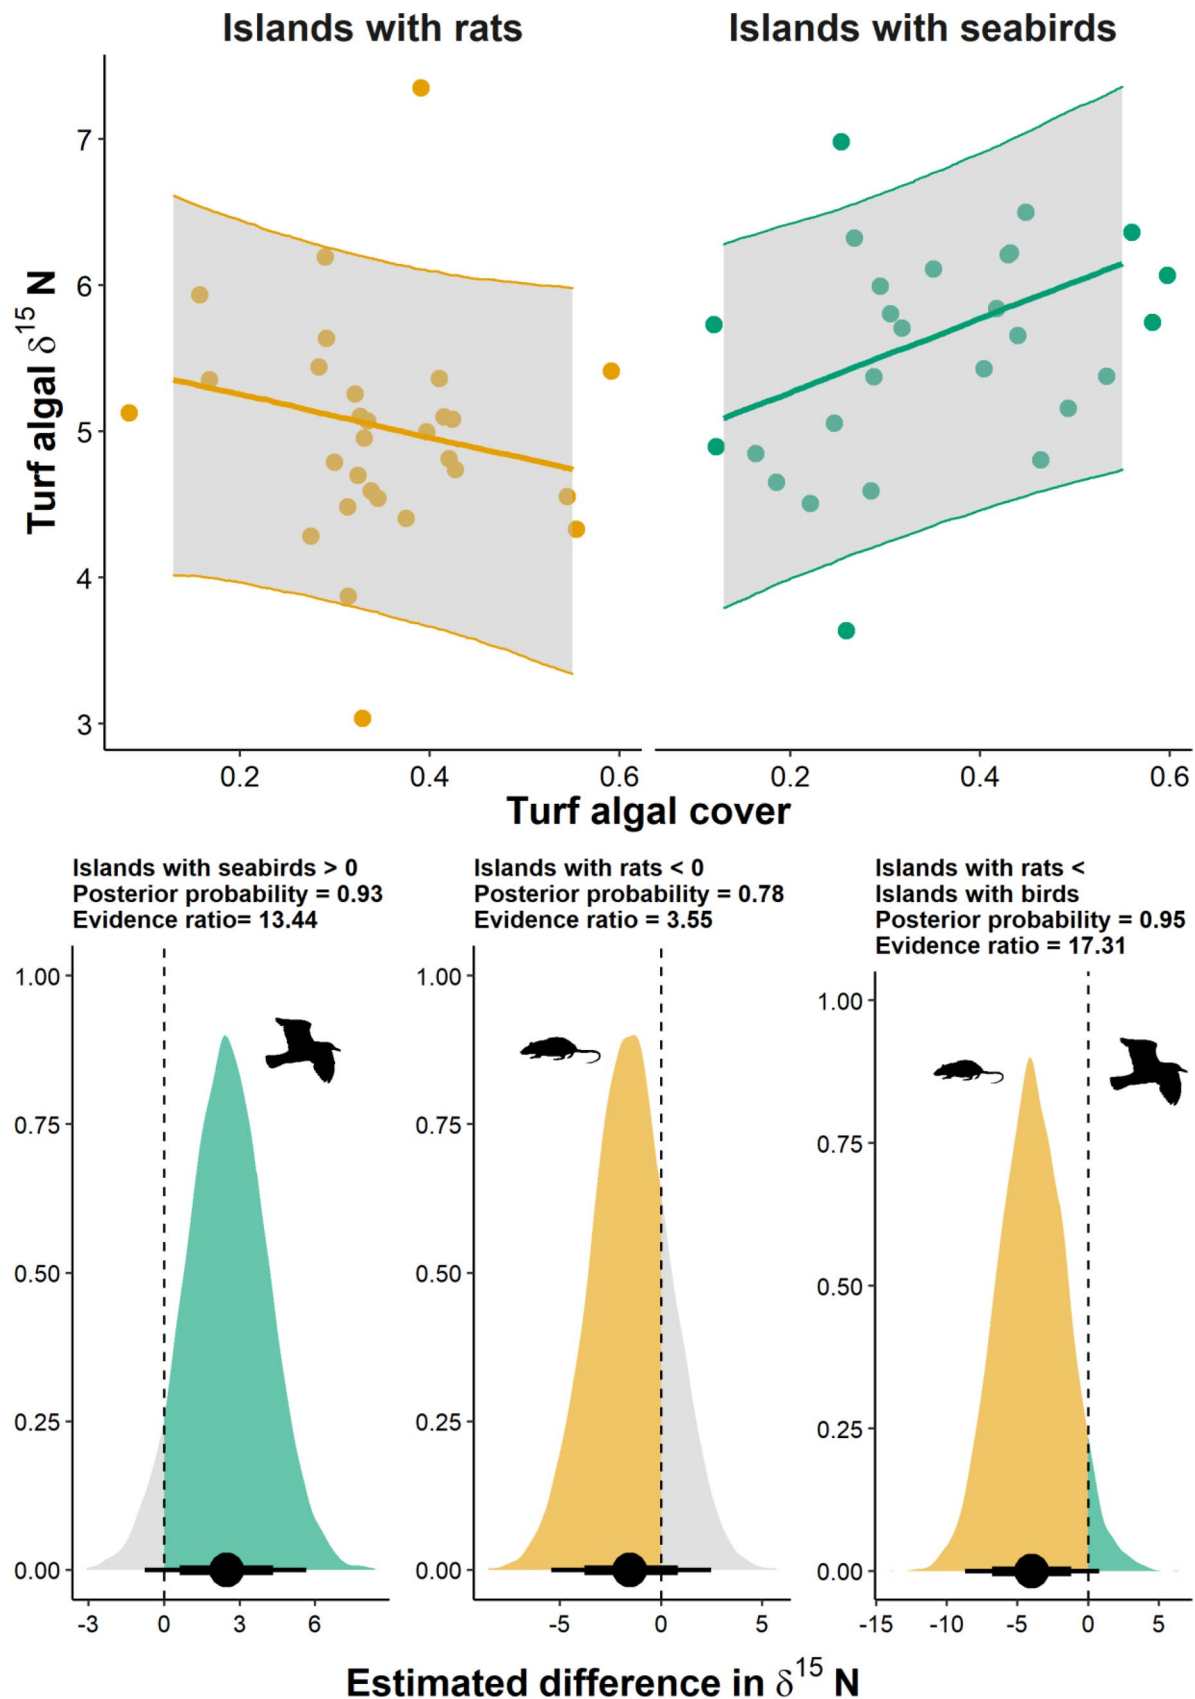 Islands with rats
Islands with seabirds
Turf algal δ¹⁵ N
7
6
5
4
3
0.2 0.4 0.6
0.2 0.4 0.6
Turf algal cover
Islands with seabirds > 0
Posterior probability = 0.93
Evidence ratio= 13.44
1.00
0.75
0.50
0.25
0.00
-3 0 3 6
Islands with rats < 0
Posterior probability = 0.78
Evidence ratio = 3.55
1.00
0.75
0.50
0.25
0.00
-5 0 5
Islands with rats <
Islands with birds
Posterior probability = 0.95
Evidence ratio = 17.31
1.00
0.75
0.50
0.25
0.00
-15 -10 -5 0 5
Estimated difference in δ¹⁵ N